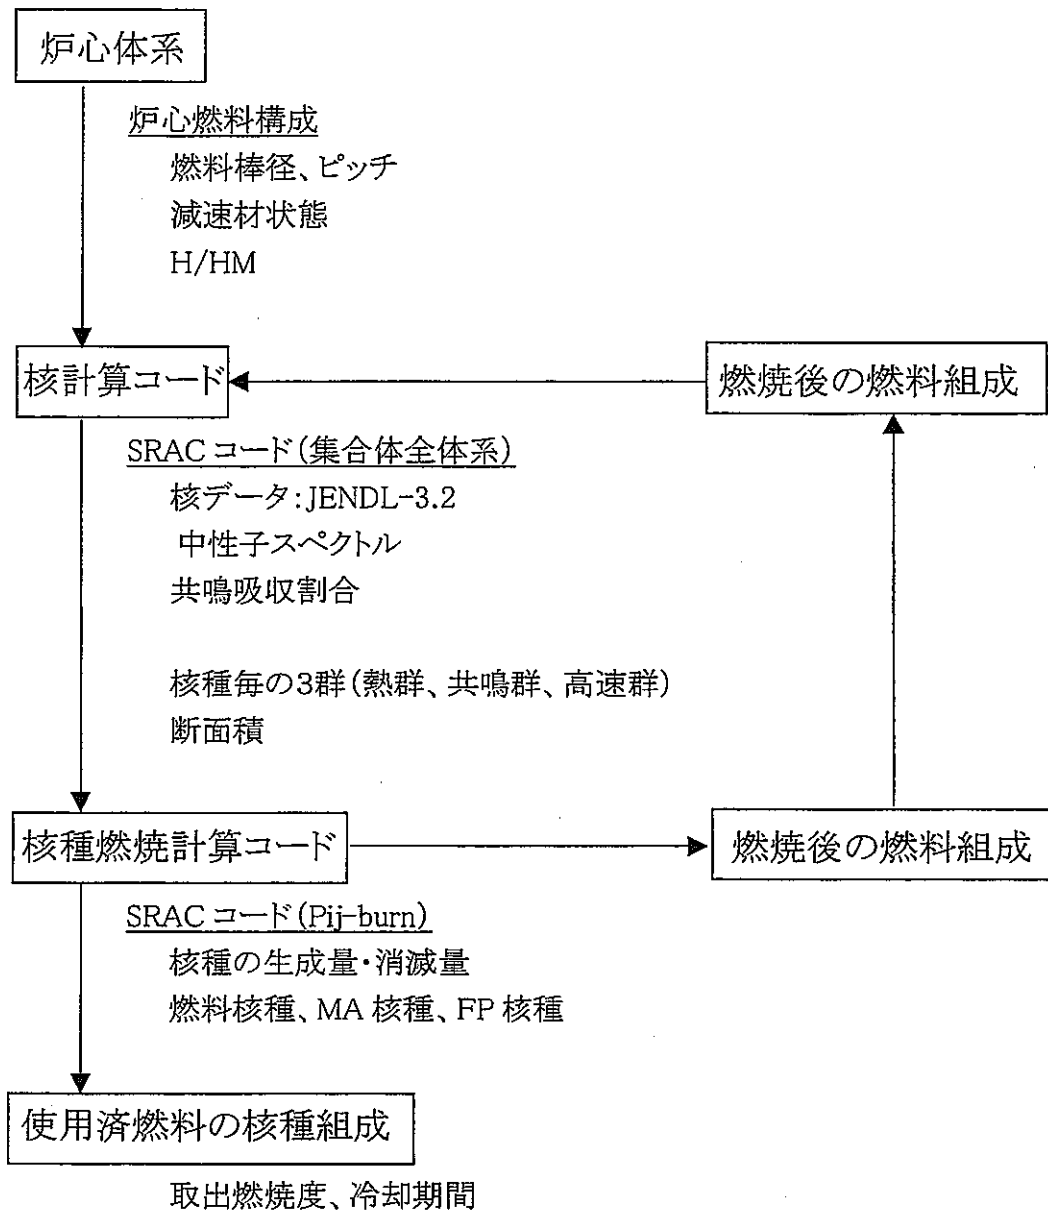 炉心体系
炉心燃料構成
燃料棒径、ピッチ
減速材状態
H/HM
核計算コード
燃焼後の燃料組成
SRAC コード(集合体全体系)
核データ:JENDL-3.2
中性子スペクトル
共鳴吸収割合
核種毎の3群(熱群、共鳴群、高速群)
断面積
核種燃焼計算コード
燃焼後の燃料組成
SRAC コード(Pij-burn)
核種の生成量・消滅量
燃料核種、MA 核種、FP 核種
使用済燃料の核種組成
取出燃焼度、冷却期間